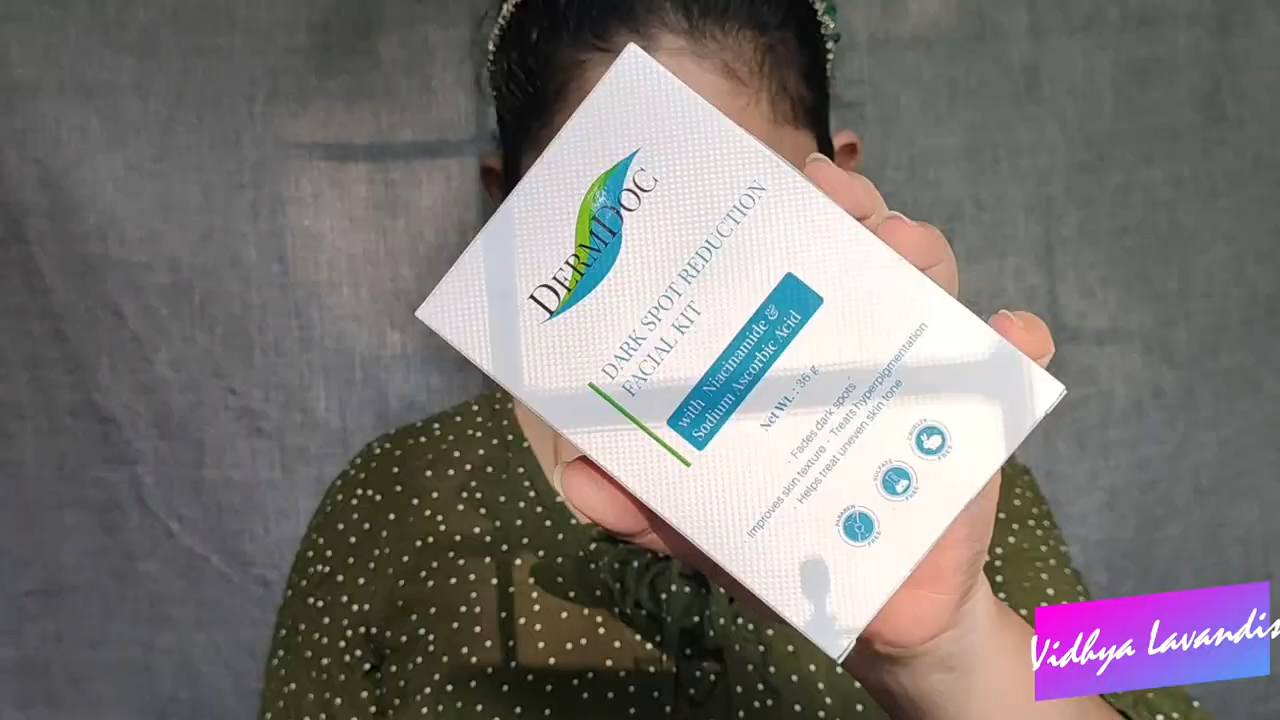 DERMDOC
DARK SPOT REDUCTION
FACIAL KIT
with Niacinamide &
Sodium Ascorbic Acid
Net Wt. : 36 g
· Fades dark spots ·
Improves skin texture · Treats hyperpigmentation
· Helps treat uneven skin tone
PARABEN FREE
SULFATE FREE
CRUELTY FREE
Vidhya Lavandis